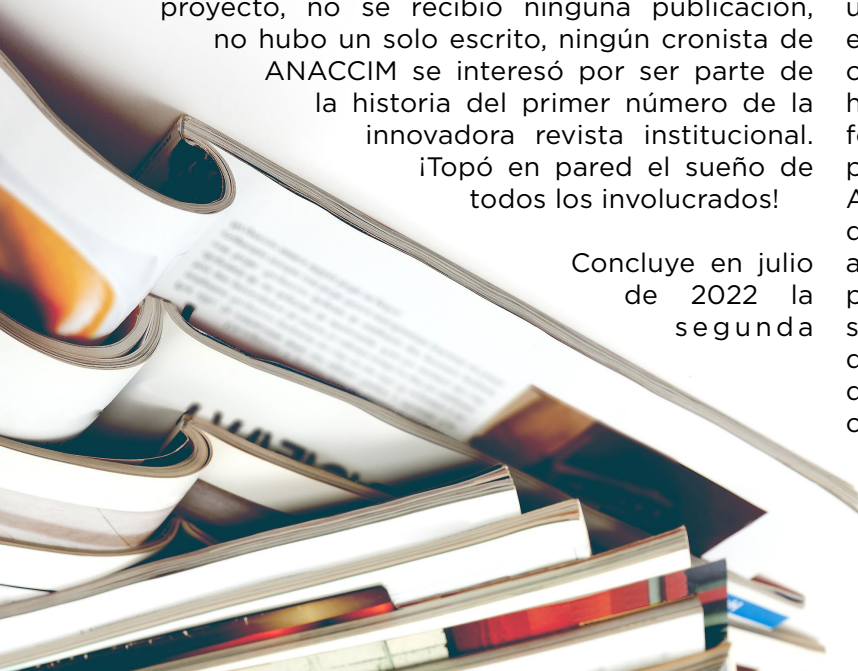 proyecto, no se recibió ninguna publicación,
no hubo un solo escrito, ningún cronista de
ANACCIM se interesó por ser parte de
la historia del primer número de la
innovadora revista institucional.
¡Topó en pared el sueño de
todos los involucrados!
Concluye en julio
de 2022 la
segunda